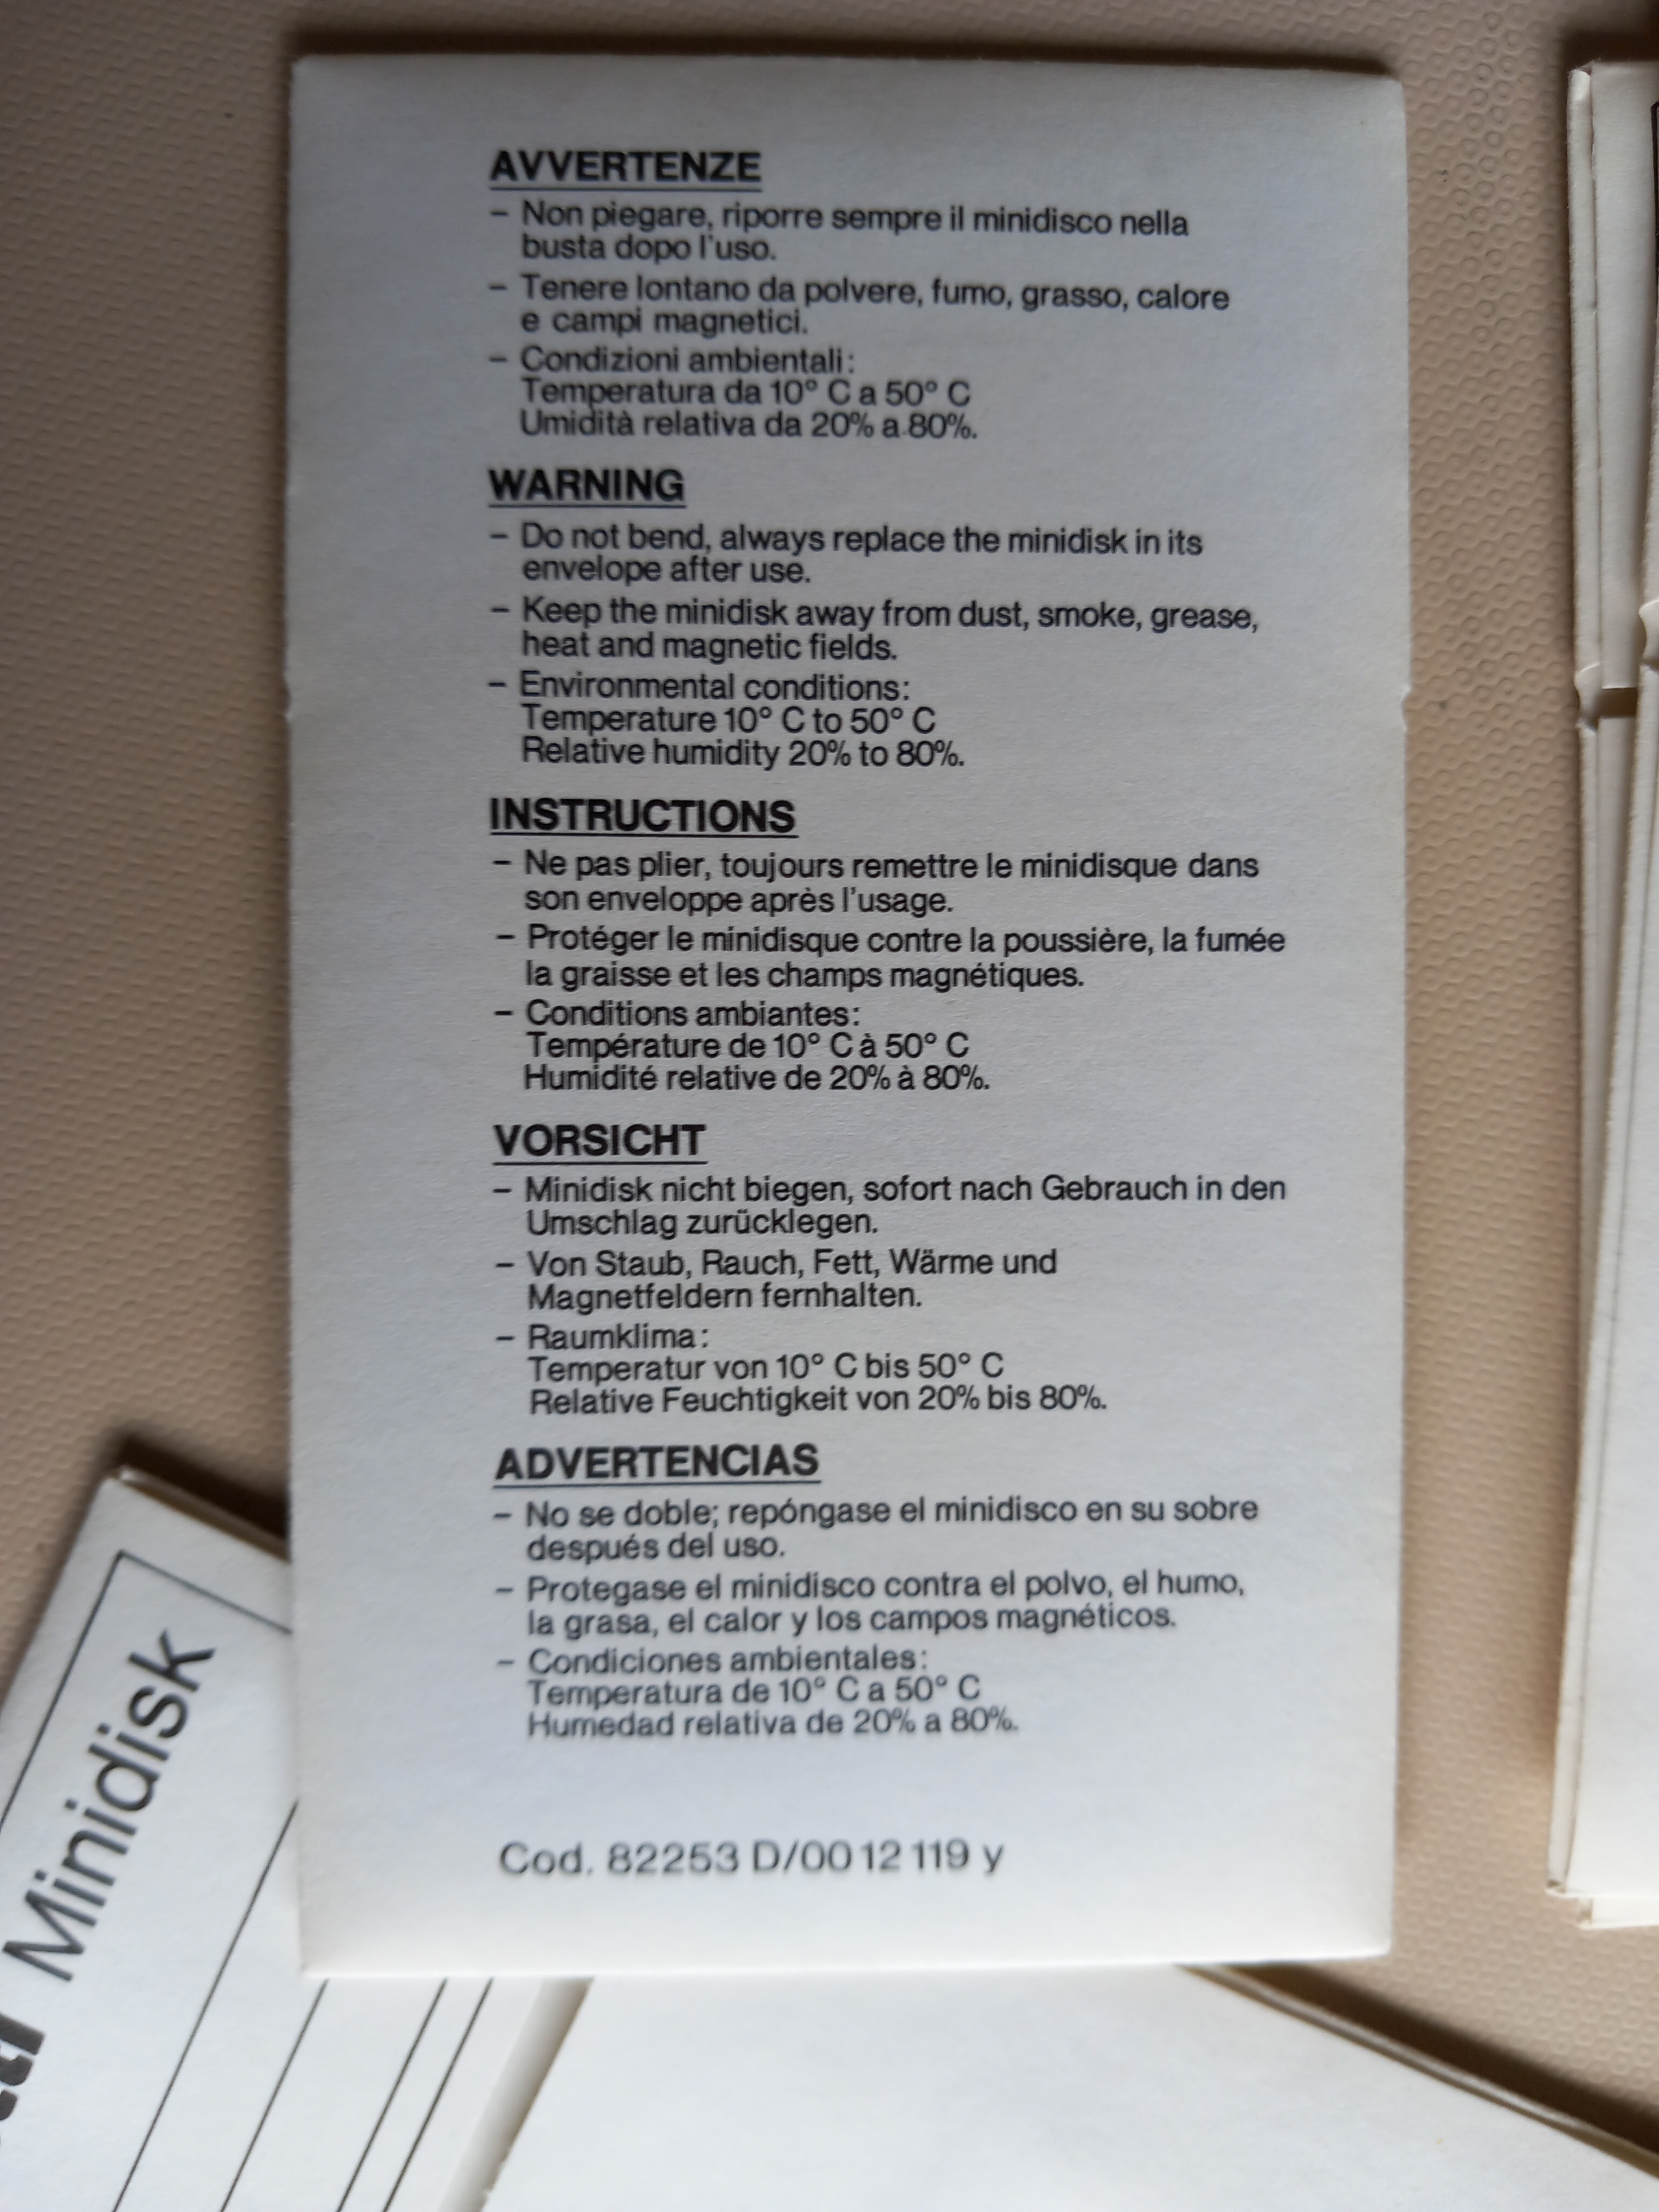 AVVERTENZE
– Non piegare, riporre sempre il minidisco nella
busta dopo l'uso.
– Tenere lontano da polvere, fumo, grasso, calore
e campi magnetici.
– Condizioni ambientali:
Temperatura da 10° C a 50° C
Umidità relativa da 20% a 80%.
WARNING
– Do not bend, always replace the minidisk in its
envelope after use.
– Keep the minidisk away from dust, smoke, grease,
heat and magnetic fields.
– Environmental conditions:
Temperature 10° C to 50° C
Relative humidity 20% to 80%.
INSTRUCTIONS
– Ne pas plier, toujours remettre le minidisque dans
son enveloppe après l'usage.
– Protéger le minidisque contre la poussière, la fumée
la graisse et les champs magnétiques.
– Conditions ambiantes:
Température de 10° C à 50° C
Humidité relative de 20% à 80%.
VORSICHT
– Minidisk nicht biegen, sofort nach Gebrauch in den
Umschlag zurücklegen.
– Von Staub, Rauch, Fett, Wärme und
Magnetfeldern fernhalten.
– Raumklima:
Temperatur von 10° C bis 50° C
Relative Feuchtigkeit von 20% bis 80%.
ADVERTENCIAS
– No se doble; repóngase el minidisco en su sobre
después del uso.
– Protegase el minidisco contra el polvo, el humo,
la grasa, el calor y los campos magnéticos.
– Condiciones ambientales:
Temperatura de 10° C a 50° C
Humedad relativa de 20% a 80%.
Cod. 82253 D/00 12 119 y
Minidisk